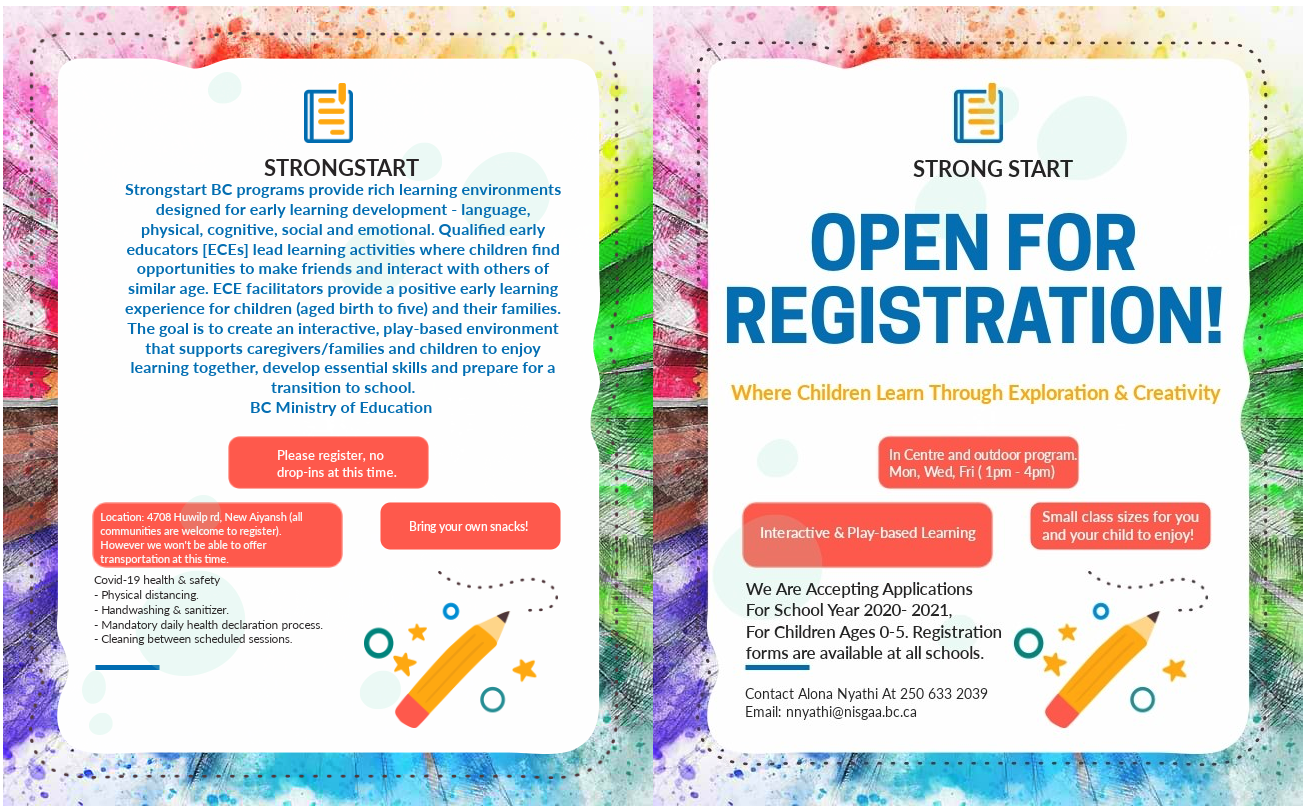 STRONGSTART
Strongstart BC programs provide rich learning environments
designed for early learning development - language,
physical, cognitive, social and emotional. Qualified early
educators [ECEs] lead learning activities where children find
opportunities to make friends and interact with others of
similar age. ECE facilitators provide a positive early learning
experience for children (aged birth to five) and their families.
The goal is to create an interactive, play-based environment
that supports caregivers/families and children to enjoy
learning together, develop essential skills and prepare for a
transition to school.
BC Ministry of Education
Please register, no
drop-ins at this time.
Location: 4708 Huwilp rd, New Aiyansh (all
communities are welcome to register).
However we won't be able to offer
transportation at this time.
Bring your own snacks!
Covid-19 health & safety
- Physical distancing.
- Handwashing & sanitizer.
- Mandatory daily health declaration process.
- Cleaning between scheduled sessions.
STRONG START
OPEN FOR
REGISTRATION!
Where Children Learn Through Exploration & Creativity
In Centre and outdoor program.
Mon, Wed, Fri ( 1pm - 4pm)
Interactive & Play-based Learning
Small class sizes for you
and your child to enjoy!
We Are Accepting Applications
For School Year 2020- 2021,
For Children Ages 0-5. Registration
forms are available at all schools.
Contact Alona Nyathi At 250 633 2039
Email: nnyathi@nisgaa.bc.ca